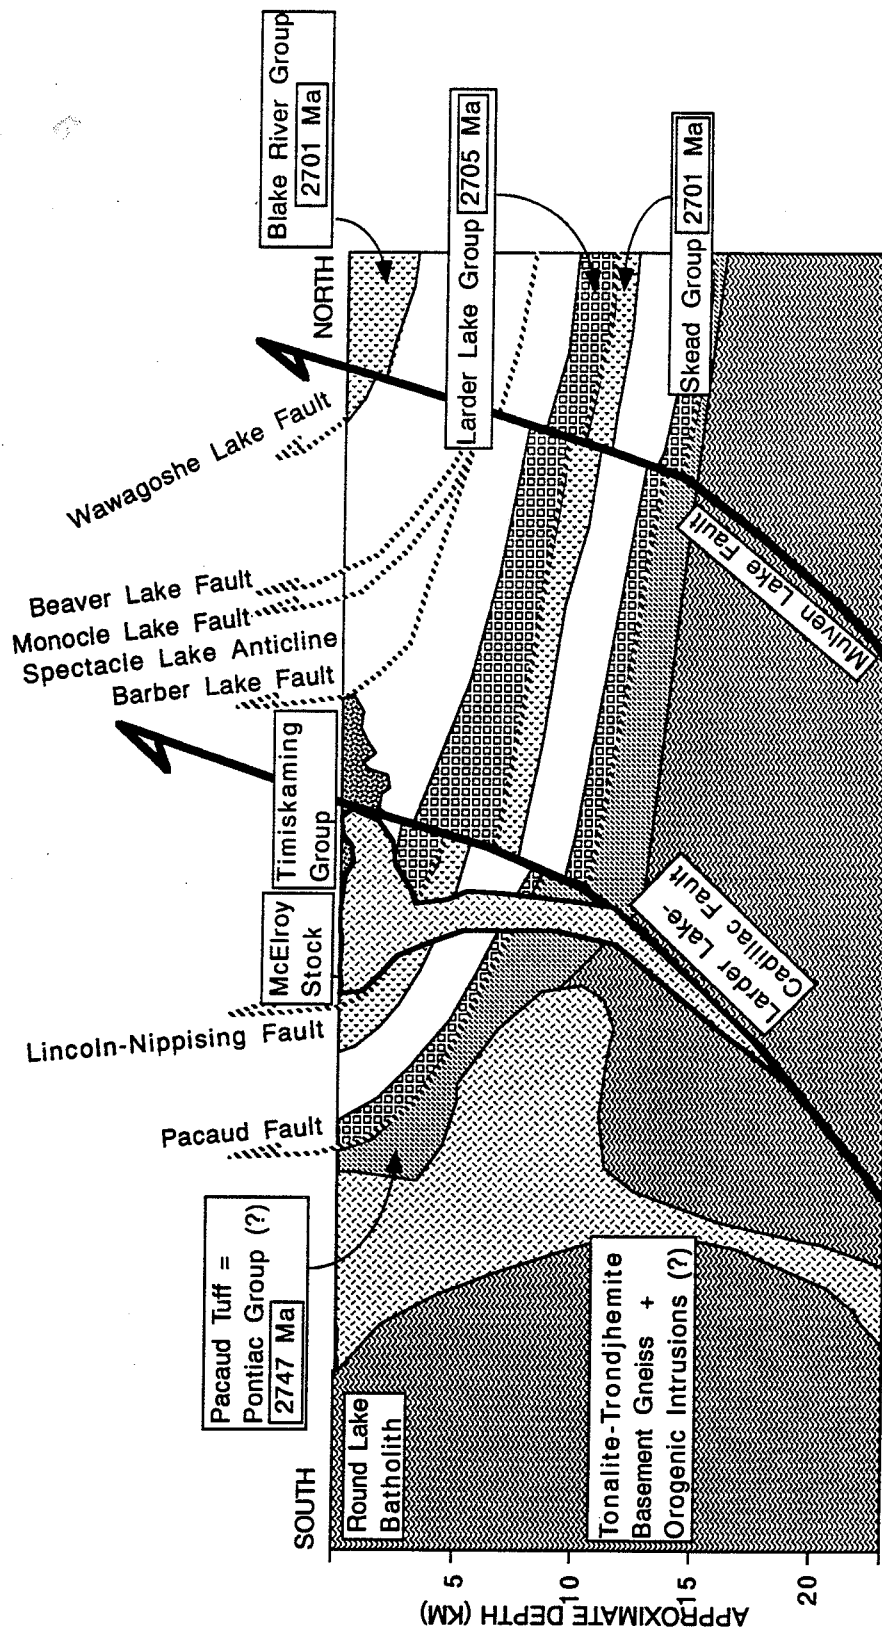 Blake River Group
2701 Ma
NORTH
Wawagoshe Lake Fault
Larder Lake Group 2705 Ma
Skead Group 2701 Ma
Beaver Lake Fault
Monocle Lake Fault
Spectacle Lake Anticline
Barber Lake Fault
Mulven Lake Fault
Timiskaming
Group
McElroy
Stock
Larder Lake-
Cadillac Fault
Lincoln-Nippising Fault
Pacaud Fault
Pacaud Tuff =
Pontiac Group (?)
2747 Ma
SOUTH
Round Lake
Batholith
Tonalite-Trondjhemite
Basement Gneiss +
Orogenic Intrusions (?)
5
10
15
20
APPROXIMATE DEPTH (KM)